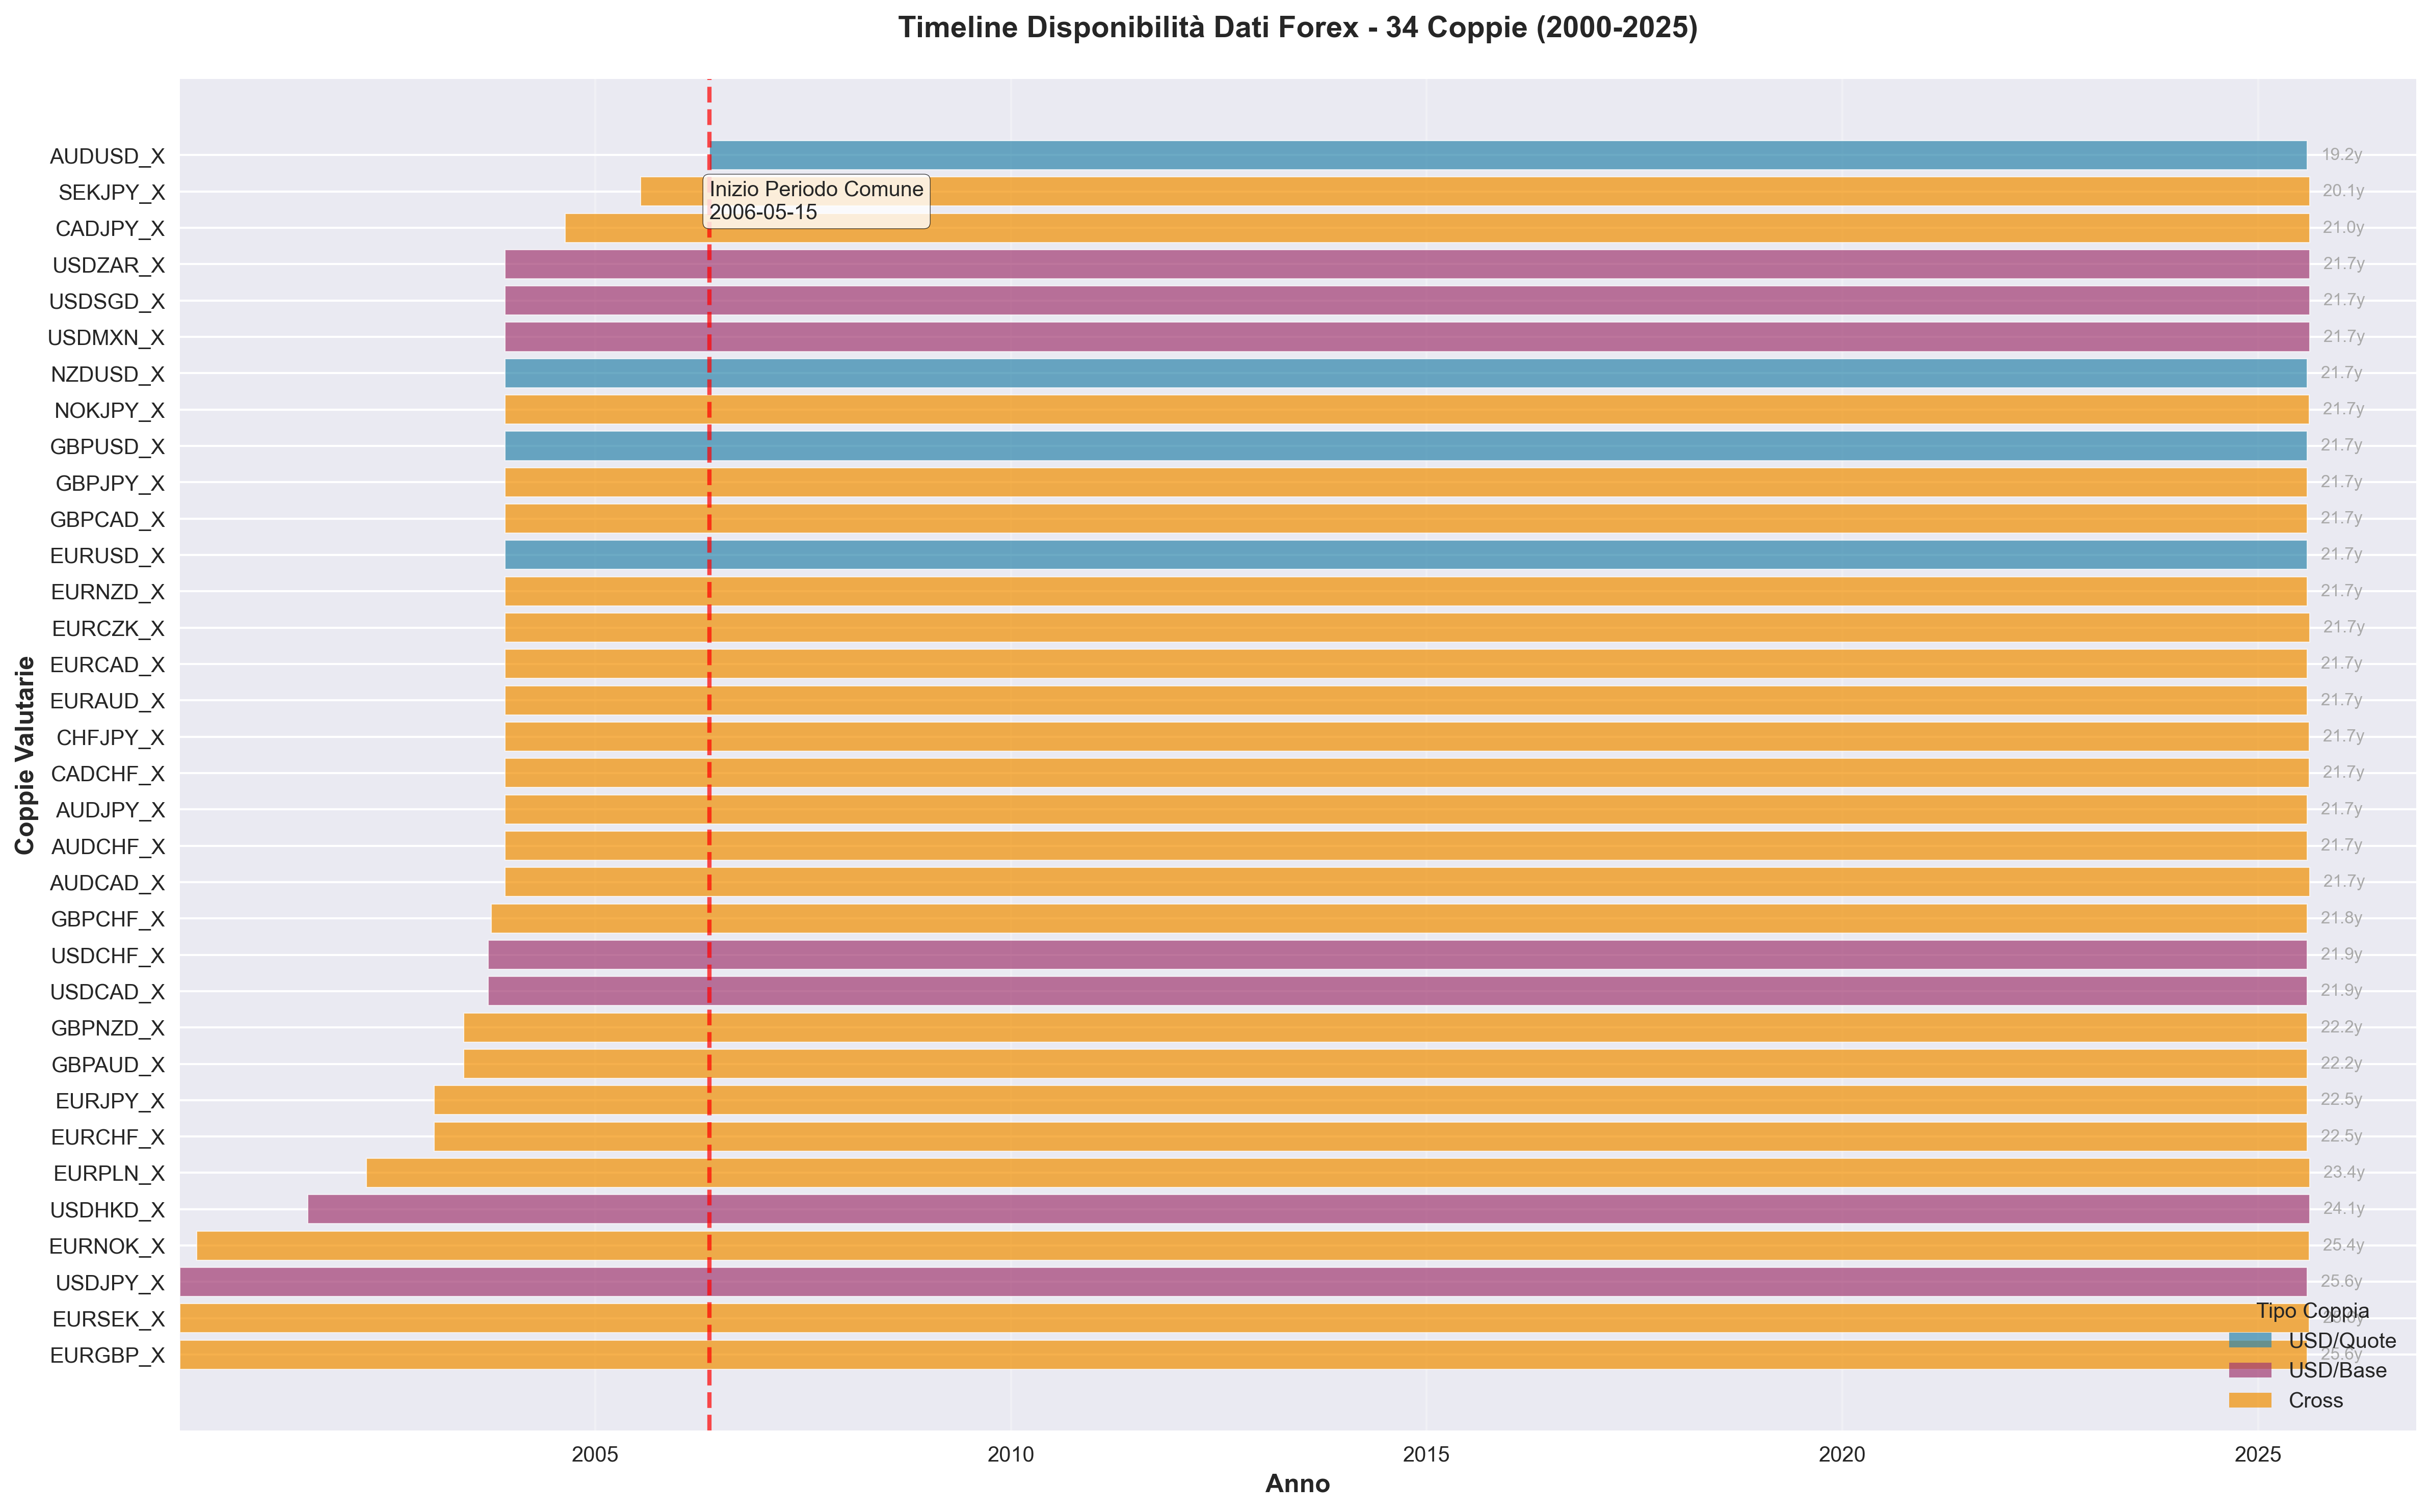 Timeline Disponibilità Dati Forex - 34 Coppie (2000-2025)
Coppie Valutarie
AUDUSD_X 19.2y
SEKJPY_X 20.1y
Inizio Periodo Comune
2006-05-15
CADJPY_X 21.0y
USDZAR_X 21.7y
USDSGD_X 21.7y
USDMXN_X 21.7y
NZDUSD_X 21.7y
NOKJPY_X 21.7y
GBPUSD_X 21.7y
GBPJPY_X 21.7y
GBPCAD_X 21.7y
EURUSD_X 21.7y
EURNZD_X 21.7y
EURCZK_X 21.7y
EURCAD_X 21.7y
EURAUD_X 21.7y
CHFJPY_X 21.7y
CADCHF_X 21.7y
AUDJPY_X 21.7y
AUDCHF_X 21.7y
AUDCAD_X 21.7y
GBPCHF_X 21.8y
USDCHF_X 21.9y
USDCAD_X 21.9y
GBPNZD_X 22.2y
GBPAUD_X 22.2y
EURJPY_X 22.5y
EURCHF_X 22.5y
EURPLN_X 23.4y
USDHKD_X 24.1y
EURNOK_X 25.4y
USDJPY_X 25.6y
EURSEK_X
EURGBP_X 25.6y
Tipo Coppia
USD/Quote
USD/Base
Cross
2005 2010 2015 2020 2025
Anno